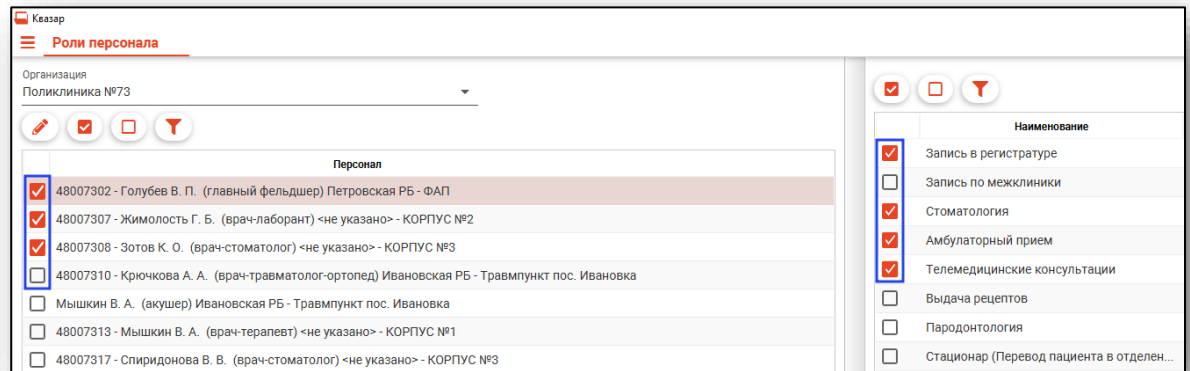 Квазар
Роли персонала
Организация
Поликлиника №73
Персонал
48007302 - Голубев В. П. (главный фельдшер) Петровская РБ - ФАП
48007307 - Жимолость Г. Б. (врач-лаборант) <не указано> - КОРПУС №2
48007308 - Зотов К. О. (врач-стоматолог) <не указано> - КОРПУС №3
48007310 - Крючкова А. А. (врач-травматолог-ортопед) Ивановская РБ - Травмпункт пос. Ивановка
Мышкин В. А. (акушер) Ивановская РБ - Травмпункт пос. Ивановка
48007313 - Мышкин В. А. (врач-терапевт) <не указано> - КОРПУС №1
48007317 - Спиридонова В. В. (врач-стоматолог) <не указано> - КОРПУС №3
Наименование
Запись в регистратуре
Запись по межклиники
Стоматология
Амбулаторный прием
Телемедицинские консультации
Выдача рецептов
Пародонтология
Стационар (Перевод пациента в отделен...